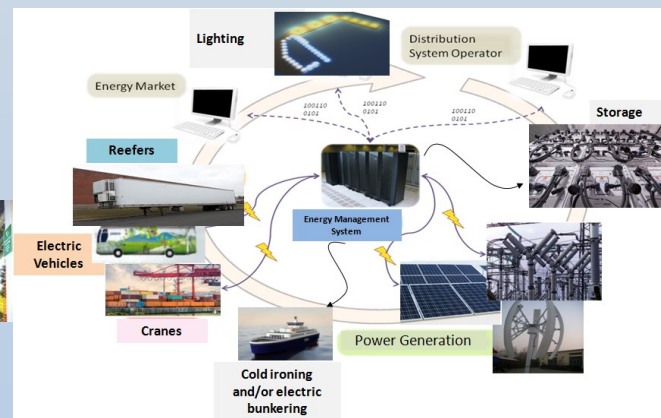 Lighting
Distribution
System Operator
Energy Market
100110
0101
100110
0101
100110
0101
Storage
Reefers
Energy Management
System
Electric
Vehicles
Cranes
Power Generation
Cold ironing
and/or electric
bunkering